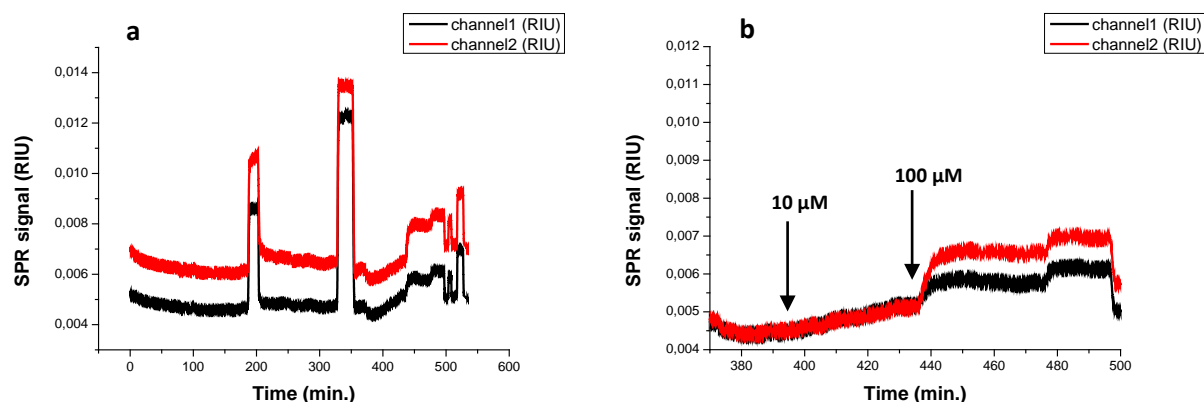 a
channel1 (RIU)
channel2 (RIU)
0,014
0,012
0,010
0,008
0,006
0,004
SPR signal (RIU)
0
100
200
300
400
500
600
Time (min.)
b
channel1 (RIU)
channel2 (RIU)
0,012
0,011
0,010
0,009
0,008
0,007
0,006
0,005
0,004
SPR signal (RIU)
10 µM
100 µM
380
400
420
440
460
480
500
Time (min.)